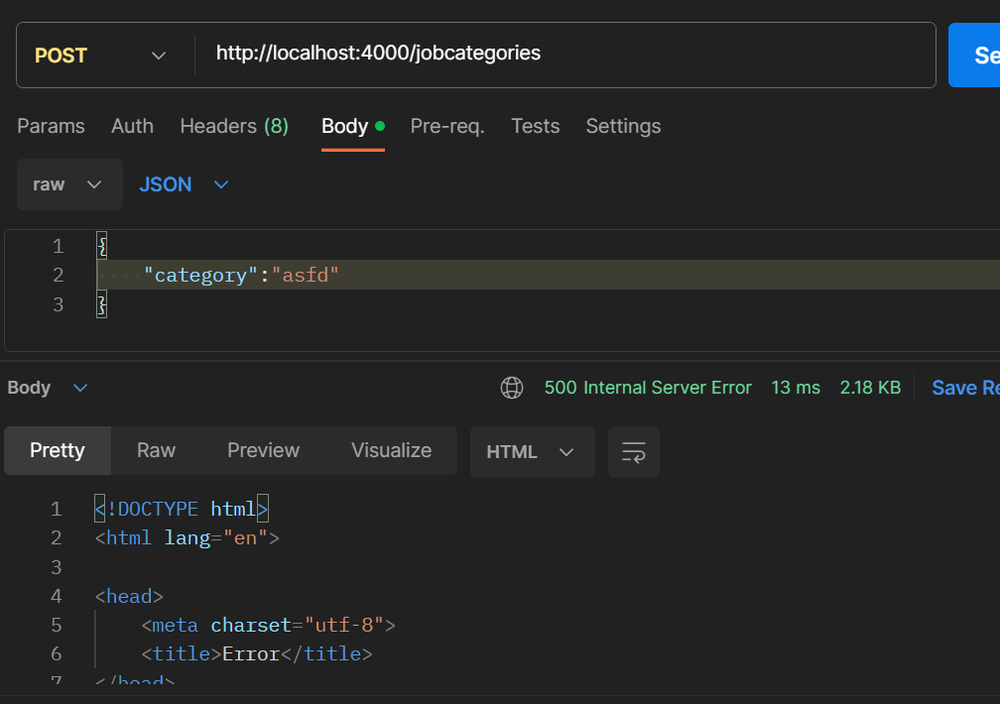 POST http://localhost:4000/jobcategories Se
Params Auth Headers (8) Body Pre-req. Tests Settings
raw JSON
1 {
2 "category":"asfd"
3 }
Body 500 Internal Server Error 13 ms 2.18 KB Save Re
Pretty Raw Preview Visualize HTML
1 <!DOCTYPE html>
2 <html lang="en">
3
4 <head>
5 <meta charset="utf-8">
6 <title>Error</title>
7 </head>